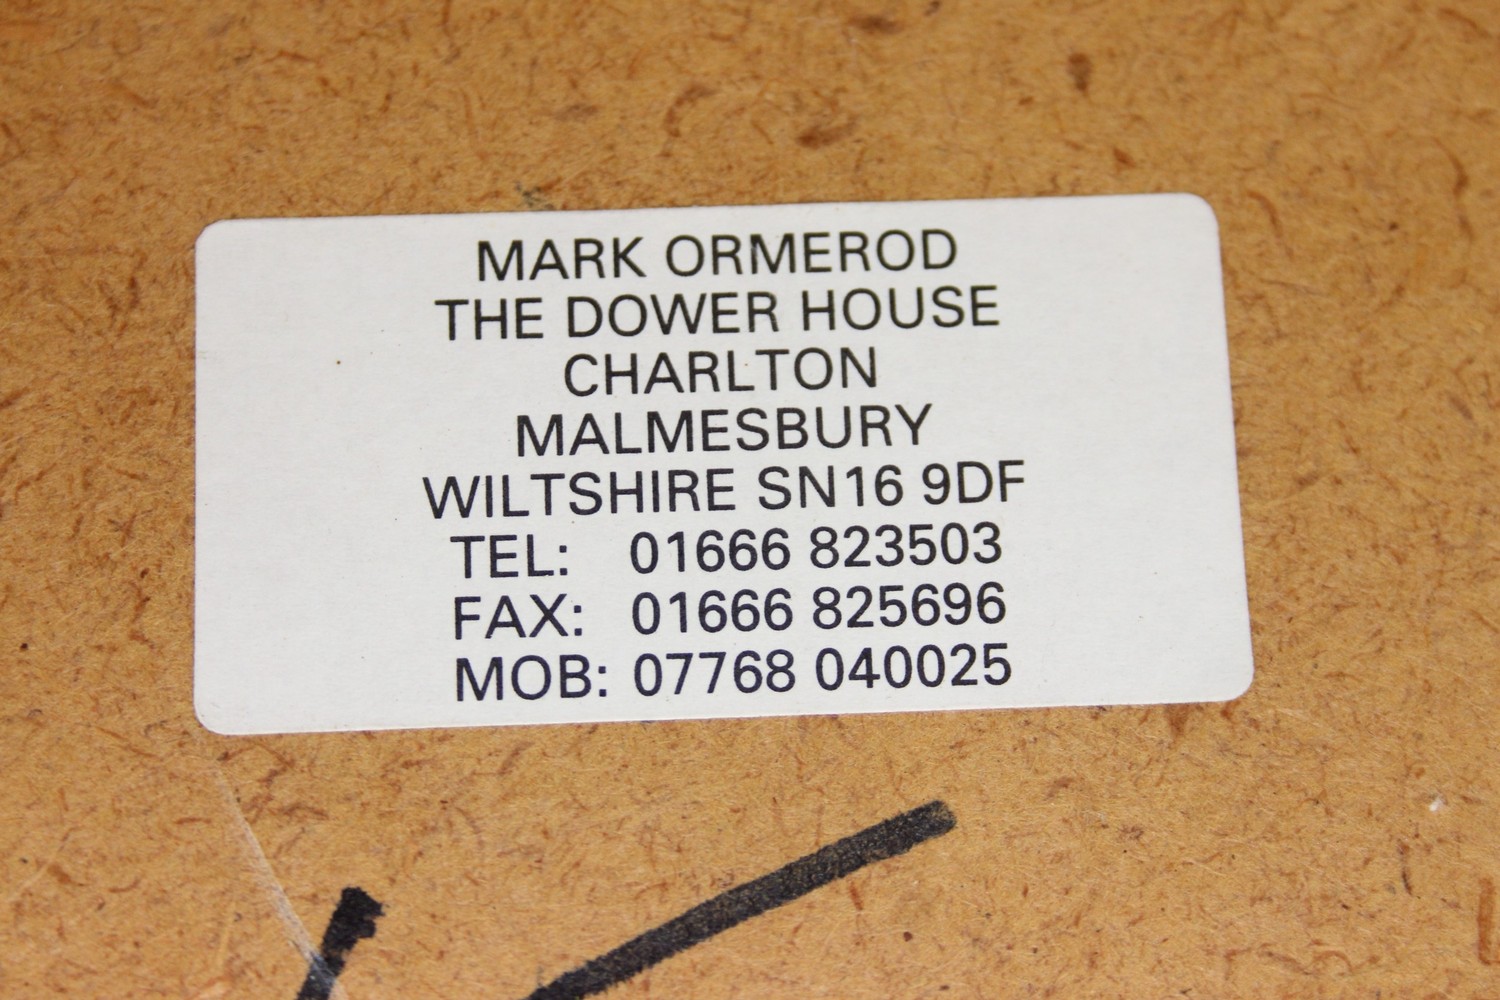 MARK ORMEROD
THE DOWER HOUSE
CHARLTON
MALMESBURY
WILTSHIRE SN16 9DF
TEL: 01666 823503
FAX: 01666 825696
MOB: 07768 040025